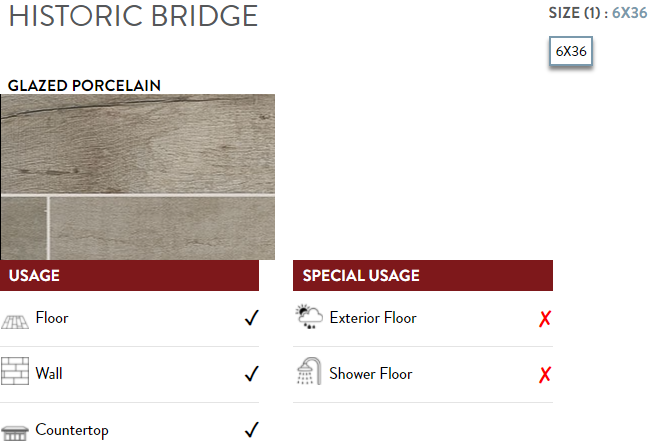 HISTORIC BRIDGE
SIZE (1) : 6X36
6X36
GLAZED PORCELAIN
USAGE
Floor ✓
Wall ✓
Countertop ✓
SPECIAL USAGE
Exterior Floor ✗
Shower Floor ✗